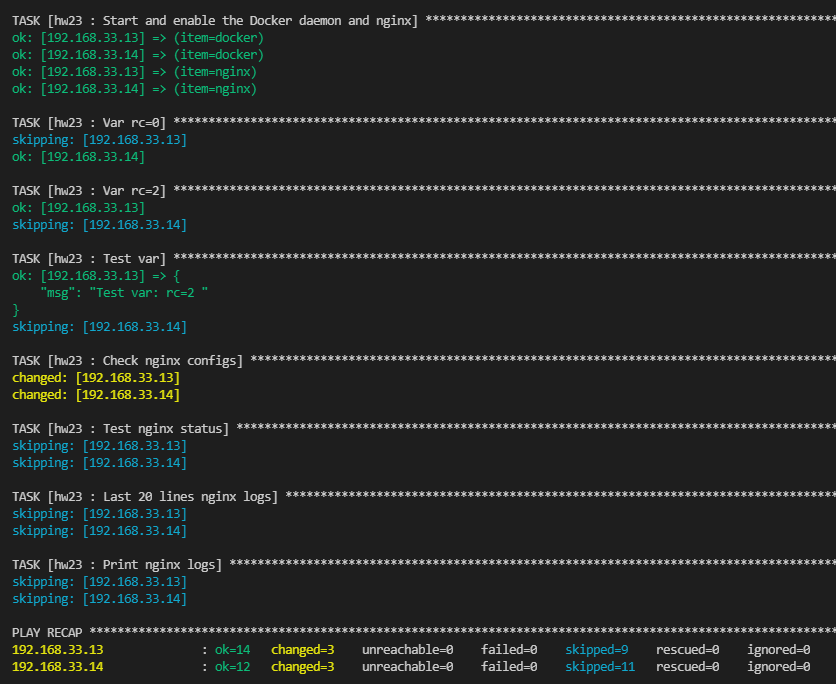 TASK [hw23 : Start and enable the Docker daemon and nginx] ***********************************************************
ok: [192.168.33.13] => (item=docker)
ok: [192.168.33.14] => (item=docker)
ok: [192.168.33.13] => (item=nginx)
ok: [192.168.33.14] => (item=nginx)
TASK [hw23 : Var rc=0] ***********************************************************************************************
skipping: [192.168.33.13]
ok: [192.168.33.14]
TASK [hw23 : Var rc=2] ***********************************************************************************************
ok: [192.168.33.13]
skipping: [192.168.33.14]
TASK [hw23 : Test var] ***********************************************************************************************
ok: [192.168.33.13] => {
    "msg": "Test var: rc=2 "
}
skipping: [192.168.33.14]
TASK [hw23 : Check nginx configs] ************************************************************************************
changed: [192.168.33.13]
changed: [192.168.33.14]
TASK [hw23 : Test nginx status] **************************************************************************************
skipping: [192.168.33.13]
skipping: [192.168.33.14]
TASK [hw23 : Last 20 lines nginx logs] *******************************************************************************
skipping: [192.168.33.13]
skipping: [192.168.33.14]
TASK [hw23 : Print nginx logs] ***************************************************************************************
skipping: [192.168.33.13]
skipping: [192.168.33.14]
PLAY RECAP ***********************************************************************************************************
192.168.33.13              : ok=14   changed=3    unreachable=0    failed=0    skipped=9    rescued=0    ignored=0
192.168.33.14              : ok=12   changed=3    unreachable=0    failed=0    skipped=11   rescued=0    ignored=0